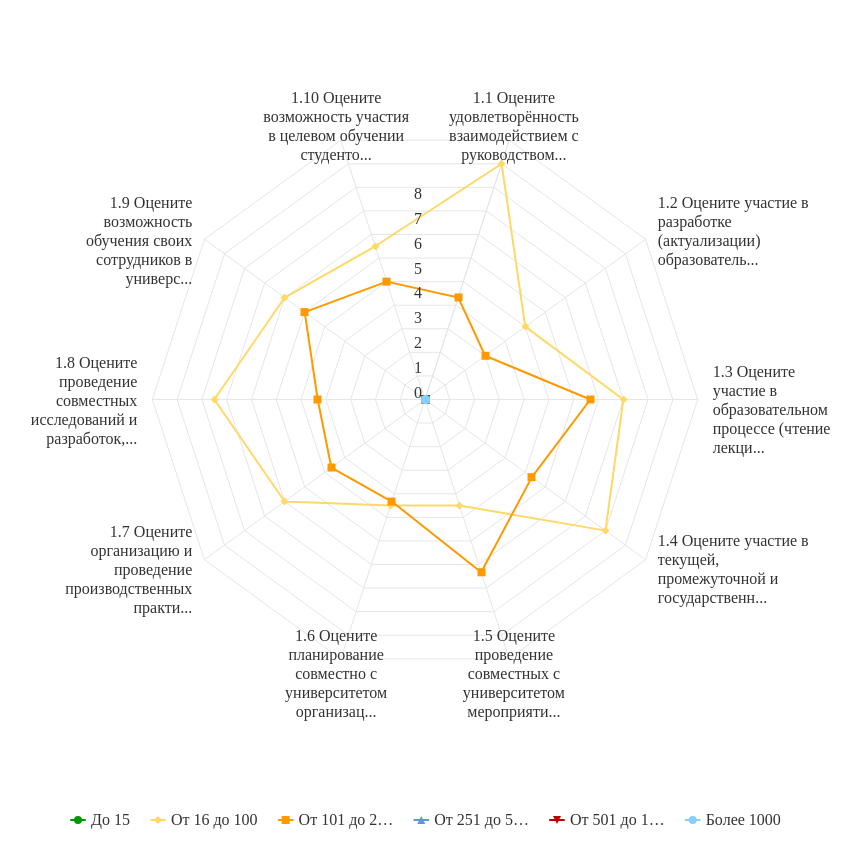 1.10 Оцените
возможность участия
в целевом обучении
студенто...
1.1 Оцените
удовлетворённость
взаимодействием с
руководством...
1.9 Оцените
возможность
обучения своих
сотрудников в
универс...
1.2 Оцените участие в
разработке
(актуализации)
образователь...
8
7
6
5
4
3
2
1
0
1.8 Оцените
проведение
совместных
исследований и
разработок,...
1.3 Оцените
участие в
образовательном
процессе (чтение
лекци...
1.7 Оцените
организацию и
проведение
производственных
практи...
1.4 Оцените участие в
текущей,
промежуточной и
государственн...
1.6 Оцените
планирование
совместно с
университетом
организац...
1.5 Оцените
проведение
совместных с
университетом
мероприяти...
До 15
От 16 до 100
От 101 до 2…
От 251 до 5…
От 501 до 1…
Более 1000